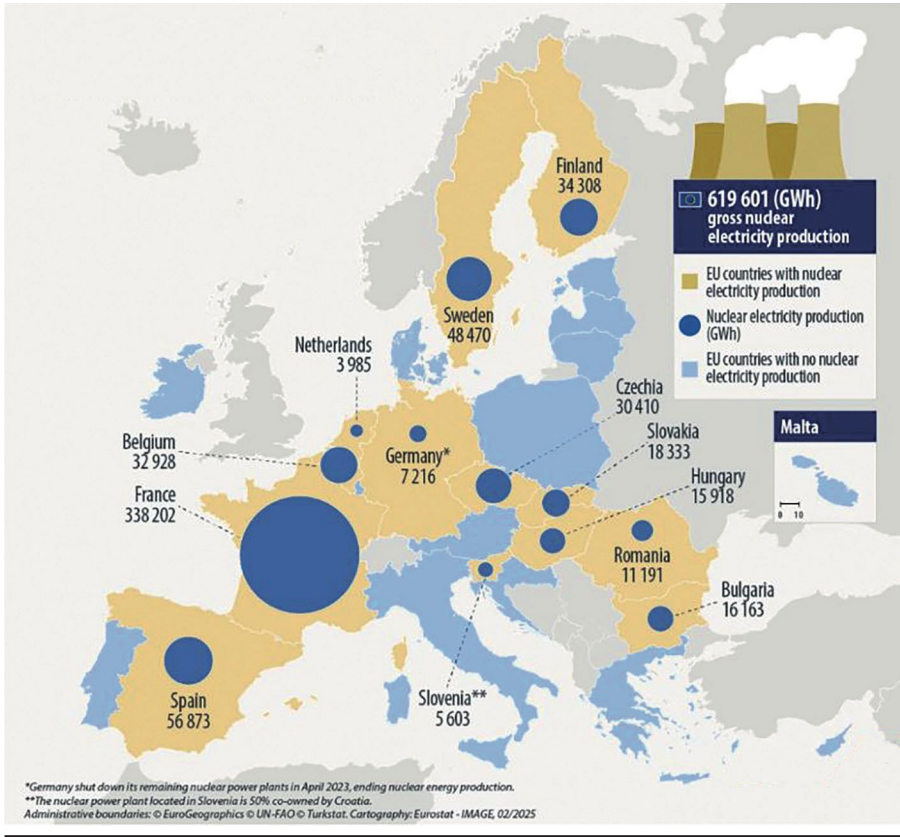 Finland
34 308
619 601 (GWh)
gross nuclear
electricity production
EU countries with nuclear
electricity production
Nuclear electricity production
(GWh)
EU countries with no nuclear
electricity production
Sweden
48 470
Netherlands
3 985
Czechia
30 410
Malta
0 10
Slovakia
18 333
Belgium
32 928
Germany*
7 216
Hungary
15 918
France
338 202
Romania
11 191
Bulgaria
16 163
Spain
56 873
Slovenia**
5 603
*Germany shut down its remaining nuclear power plants in April 2023, ending nuclear energy production.
**The nuclear power plant located in Slovenia is 50% co-owned by Croatia.
Administrative boundaries: © EuroGeographics © UN-FAO © Turkstat. Cartography: Eurostat - IMAGE, 02/2025